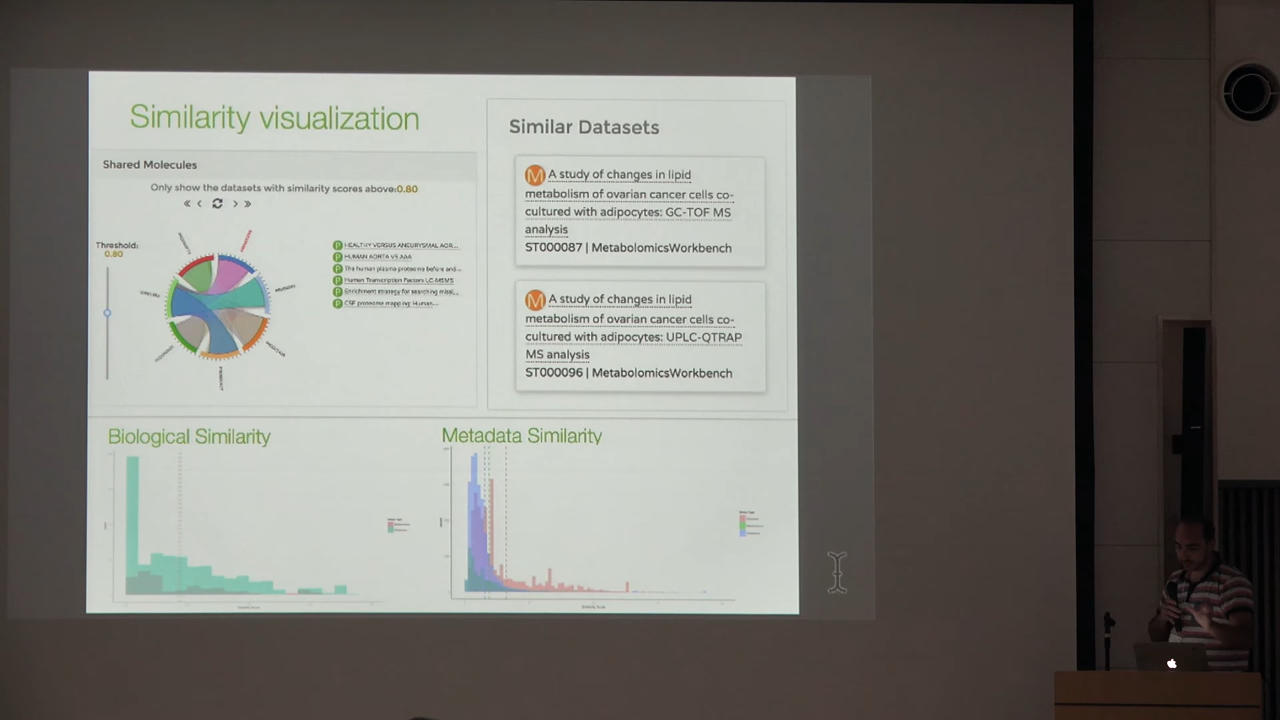 Similarity visualization
Shared Molecules
Only show the datasets with similarity scores above:0.80
Threshold:
0.80
P HEALTHY VERSUS ANEURYSMAL AOR...
P HUMAN AORTA VS AAA
P The human plasma proteome before and...
P Human Transcription Factors LC-MSMS
P Enrichment strategy for searching missi...
P CSF proteome mapping: Human...
Similar Datasets
M A study of changes in lipid
metabolism of ovarian cancer cells co-
cultured with adipocytes: GC-TOF MS
analysis
ST000087 | MetabolomicsWorkbench
M A study of changes in lipid
metabolism of ovarian cancer cells co-
cultured with adipocytes: UPLC-QTRAP
MS analysis
ST000096 | MetabolomicsWorkbench
Biological Similarity
Metadada Similarity